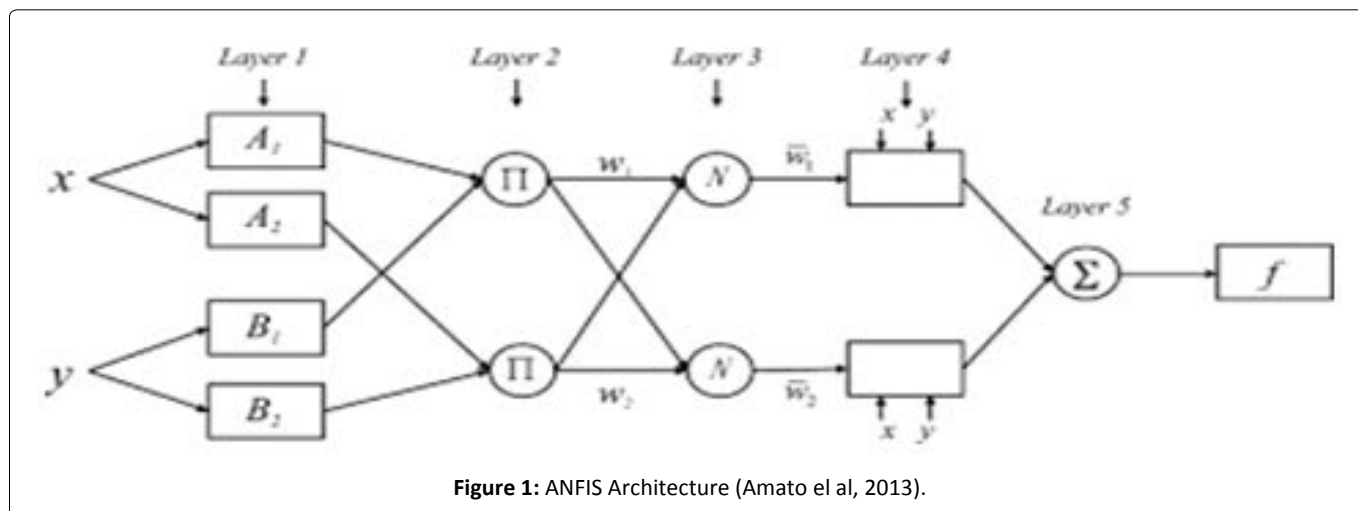 Layer 1 Layer 2 Layer 3 Layer 4
x y
A₁ Π w₁ N w̅₁
x A₂ Layer 5
Σ f
y B₁ Π w₂ N w̅₂
B₂
x y
Figure 1: ANFIS Architecture (Amato el al, 2013).